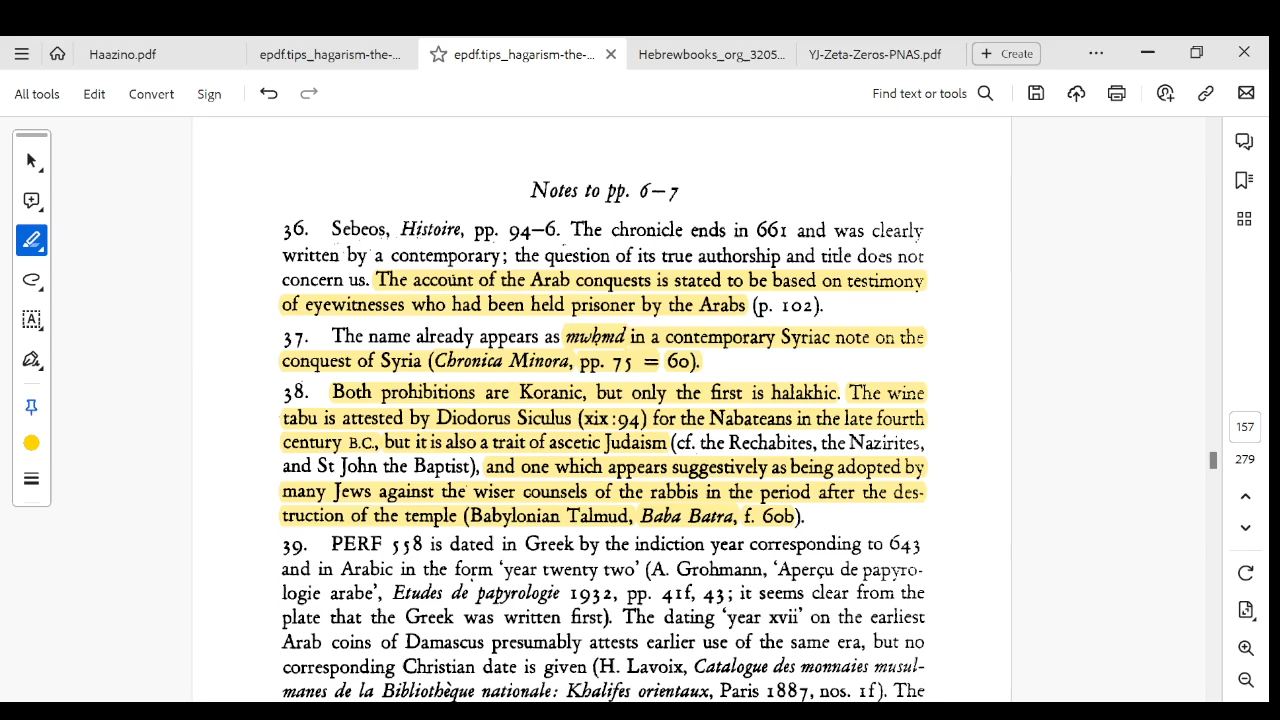 Haazino.pdf
epdf.tips_hagarism-the-...
epdf.tips_hagarism-the-...
Hebrewbooks_org_3205...
YJ-Zeta-Zeros-PNAS.pdf
+ Create
All tools Edit Convert Sign
Find text or tools
Notes to pp. 6–7
36. Sebeos, Histoire, pp. 94–6. The chronicle ends in 661 and was clearly
written by a contemporary; the question of its true authorship and title does not
concern us. The account of the Arab conquests is stated to be based on testimony
of eyewitnesses who had been held prisoner by the Arabs (p. 102).
37. The name already appears as mwḥmd in a contemporary Syriac note on the
conquest of Syria (Chronica Minora, pp. 75 = 60).
38. Both prohibitions are Koranic, but only the first is halakhic. The wine
tabu is attested by Diodorus Siculus (xix:94) for the Nabateans in the late fourth
century B.C., but it is also a trait of ascetic Judaism (cf. the Rechabites, the Nazirites,
and St John the Baptist), and one which appears suggestively as being adopted by
many Jews against the wiser counsels of the rabbis in the period after the des-
truction of the temple (Babylonian Talmud, Baba Batra, f. 60b).
39. PERF 558 is dated in Greek by the indiction year corresponding to 643
and in Arabic in the form 'year twenty two' (A. Grohmann, 'Aperçu de papyro-
logie arabe', Etudes de papyrologie 1932, pp. 41f, 43; it seems clear from the
plate that the Greek was written first). The dating 'year xvii' on the earliest
Arab coins of Damascus presumably attests earlier use of the same era, but no
corresponding Christian date is given (H. Lavoix, Catalogue des monnaies musul-
manes de la Bibliothèque nationale: Khalifes orientaux, Paris 1887, nos. 1f). The
157
279